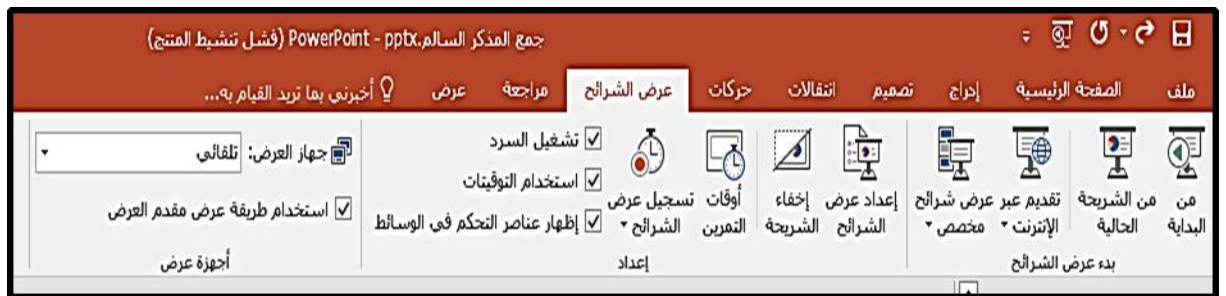 جمع المذكر السالم.pptx - PowerPoint (فشل تنشيط المنتج)
ملف
الصفحة الرئيسية
إدراج
تصميم
انتقالات
حركات
عرض الشرائح
مراجعة
عرض
أخبرني بما تريد القيام به...
من
البداية
من الشريحة
الحالية
تقديم عبر
الإنترنت
عرض شرائح
مخصص
بدء عرض الشرائح
إعداد عرض
الشرائح
إخفاء
الشريحة
أوقات
التمرين
تسجيل عرض
الشرائح
تشغيل السرد
استخدام التوقيتات
إظهار عناصر التحكم في الوسائط
إعداد
جهاز العرض: تلقائي
استخدام طريقة عرض مقدم العرض
أجهزة عرض